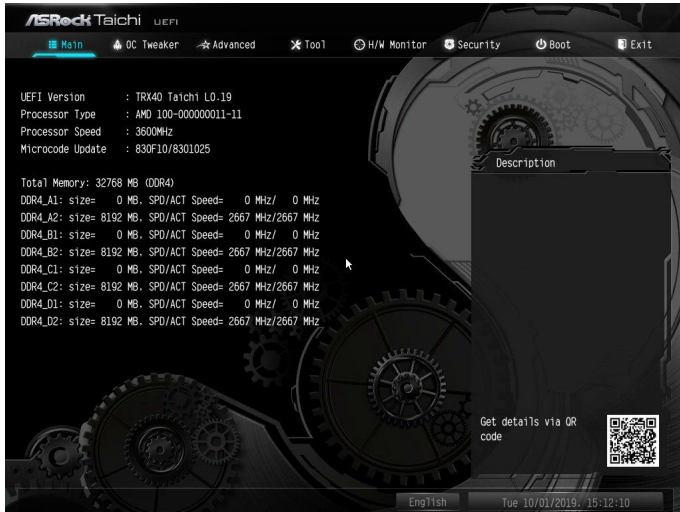 ASRock Taichi UEFI
Main OC Tweaker Advanced Tool H/W Monitor Security Boot Exit
UEFI Version : TRX40 Taichi L0.19
Processor Type : AMD 100-000000011-11
Processor Speed : 3600MHz
Microcode Update : 830F10/8301025
Description
Total Memory: 32768 MB (DDR4)
DDR4_A1: size= 0 MB, SPD/ACT Speed= 0 MHz/ 0 MHz
DDR4_A2: size= 8192 MB, SPD/ACT Speed= 2667 MHz/2667 MHz
DDR4_B1: size= 0 MB, SPD/ACT Speed= 0 MHz/ 0 MHz
DDR4_B2: size= 8192 MB, SPD/ACT Speed= 2667 MHz/2667 MHz
DDR4_C1: size= 0 MB, SPD/ACT Speed= 0 MHz/ 0 MHz
DDR4_C2: size= 8192 MB, SPD/ACT Speed= 2667 MHz/2667 MHz
DDR4_D1: size= 0 MB, SPD/ACT Speed= 0 MHz/ 0 MHz
DDR4_D2: size= 8192 MB, SPD/ACT Speed= 2667 MHz/2667 MHz
Get details via QR
code
English
Tue 10/01/2019, 15:12:10